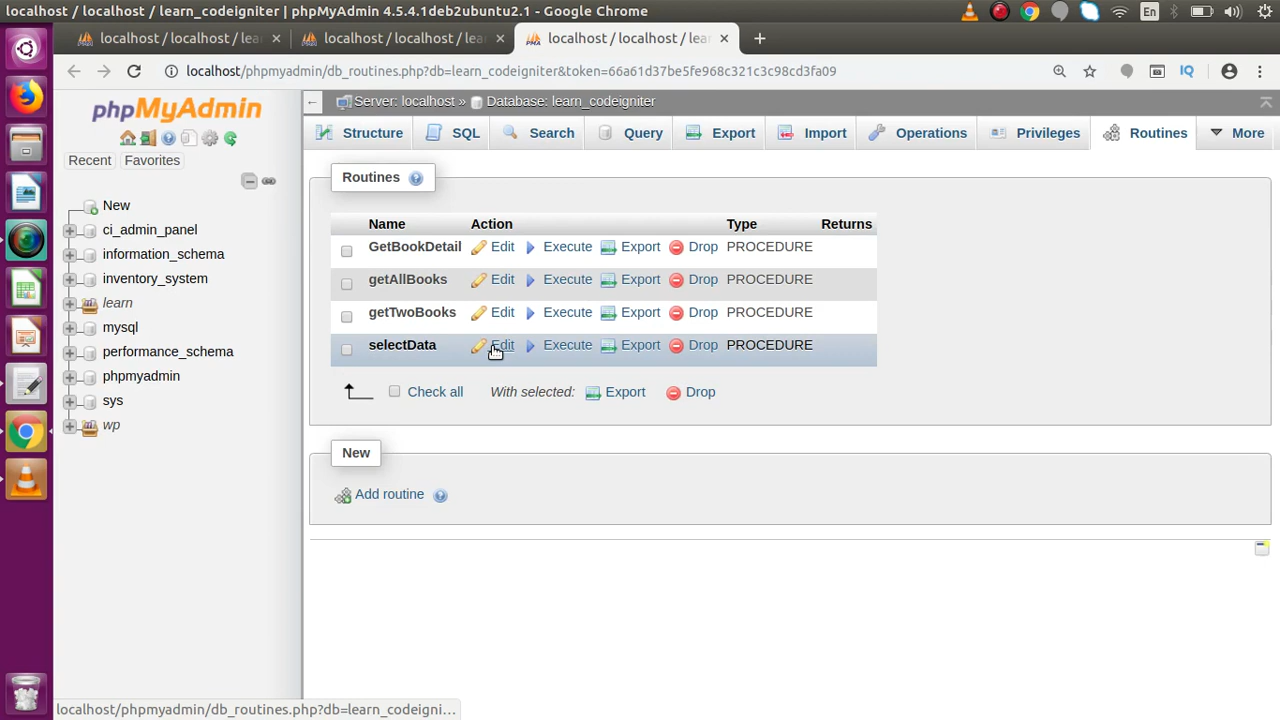 localhost / localhost / learn_codeigniter | phpMyAdmin 4.5.4.1deb2ubuntu2.1 - Google Chrome
En
localhost / localhost / lea
localhost / localhost / lea
localhost / localhost / lea
localhost/phpmyadmin/db_routines.php?db=learn_codeigniter&token=66a61d37be5fe968c321c3c98cd3fa09
IQ
phpMyAdmin
Recent
Favorites
New
ci_admin_panel
information_schema
inventory_system
learn
mysql
performance_schema
phpmyadmin
sys
wp
Server: localhost » Database: learn_codeigniter
Structure SQL Search Query Export Import Operations Privileges Routines More
Routines
Name Action Type Returns
GetBookDetail Edit Execute Export Drop PROCEDURE
getAllBooks Edit Execute Export Drop PROCEDURE
getTwoBooks Edit Execute Export Drop PROCEDURE
selectData Edit Execute Export Drop PROCEDURE
Check all With selected: Export Drop
New
Add routine
localhost/phpmyadmin/db_routines.php?db=learn_codeigni...